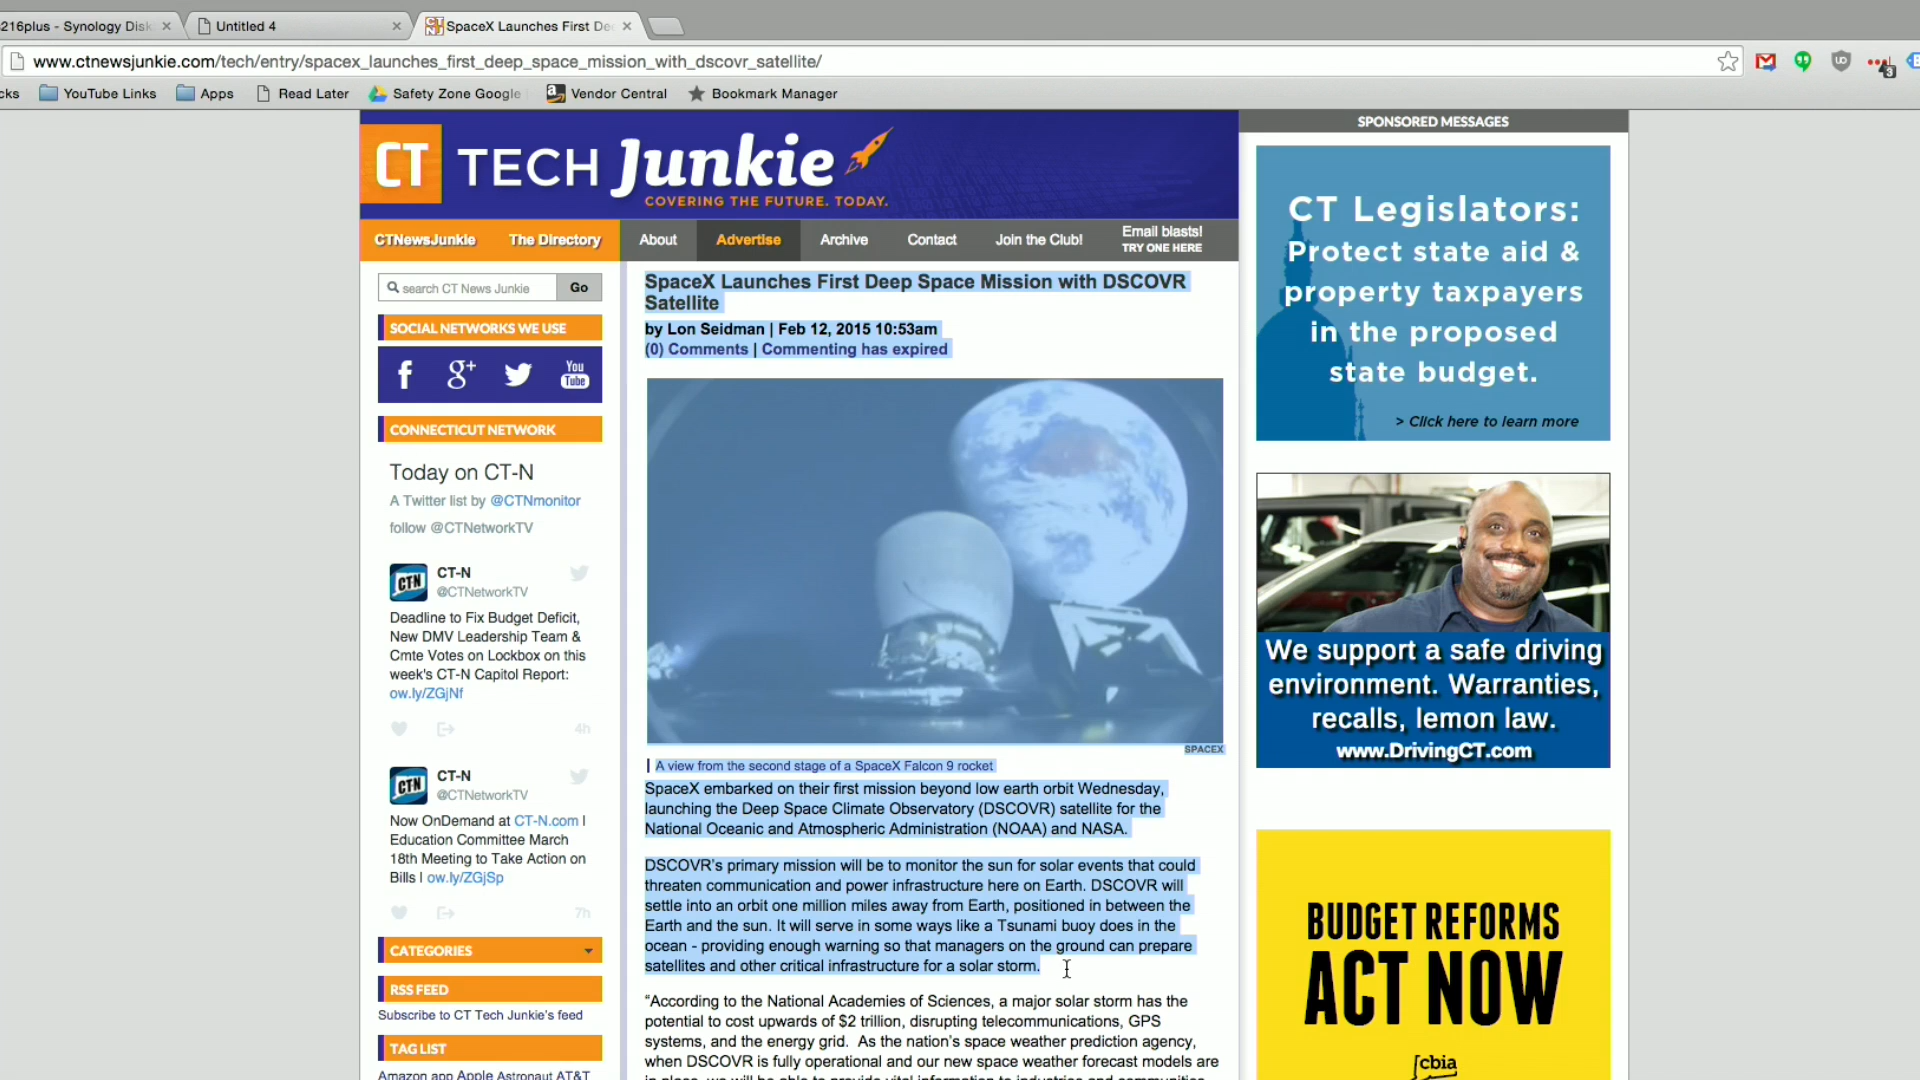 216plus - Synology Disk
Untitled 4
SpaceX Launches First De
www.ctnewsjunkie.com/tech/entry/spacex_launches_first_deep_space_mission_with_dscovr_satellite/
cks
YouTube Links
Apps
Read Later
Safety Zone Google
Vendor Central
Bookmark Manager
CT TECH Junkie
COVERING THE FUTURE. TODAY.
CTNewsJunkie
The Directory
About
Advertise
Archive
Contact
Join the Club!
Email blasts!
TRY ONE HERE
search CT News Junkie
Go
SOCIAL NETWORKS WE USE
f g+ You
Tube
CONNECTICUT NETWORK
Today on CT-N
A Twitter list by @CTNmonitor
follow @CTNetworkTV
CTN
CT-N
@CTNetworkTV
Deadline to Fix Budget Deficit,
New DMV Leadership Team &
Cmte Votes on Lockbox on this
week's CT-N Capitol Report:
ow.ly/ZGjNf
4h
CTN
CT-N
@CTNetworkTV
Now OnDemand at CT-N.com |
Education Committee March
18th Meeting to Take Action on
Bills | ow.ly/ZGjSp
7h
CATEGORIES
RSS FEED
Subscribe to CT Tech Junkie's feed
TAG LIST
Amazon app Apple Astronaut AT&T
SpaceX Launches First Deep Space Mission with DSCOVR
Satellite
by Lon Seidman | Feb 12, 2015 10:53am
(0) Comments | Commenting has expired
SPACEX
A view from the second stage of a SpaceX Falcon 9 rocket
SpaceX embarked on their first mission beyond low earth orbit Wednesday,
launching the Deep Space Climate Observatory (DSCOVR) satellite for the
National Oceanic and Atmospheric Administration (NOAA) and NASA.
DSCOVR's primary mission will be to monitor the sun for solar events that could
threaten communication and power infrastructure here on Earth. DSCOVR will
settle into an orbit one million miles away from Earth, positioned in between the
Earth and the sun. It will serve in some ways like a Tsunami buoy does in the
ocean - providing enough warning so that managers on the ground can prepare
satellites and other critical infrastructure for a solar storm.
“According to the National Academies of Sciences, a major solar storm has the
potential to cost upwards of $2 trillion, disrupting telecommunications, GPS
systems, and the energy grid. As the nation's space weather prediction agency,
when DSCOVR is fully operational and our new space weather forecast models are
in place, we will be able to provide vital information to industries and communities
SPONSORED MESSAGES
CT Legislators:
Protect state aid &
property taxpayers
in the proposed
state budget.
> Click here to learn more
We support a safe driving
environment. Warranties,
recalls, lemon law.
www.DrivingCT.com
BUDGET REFORMS
ACT NOW
cbia